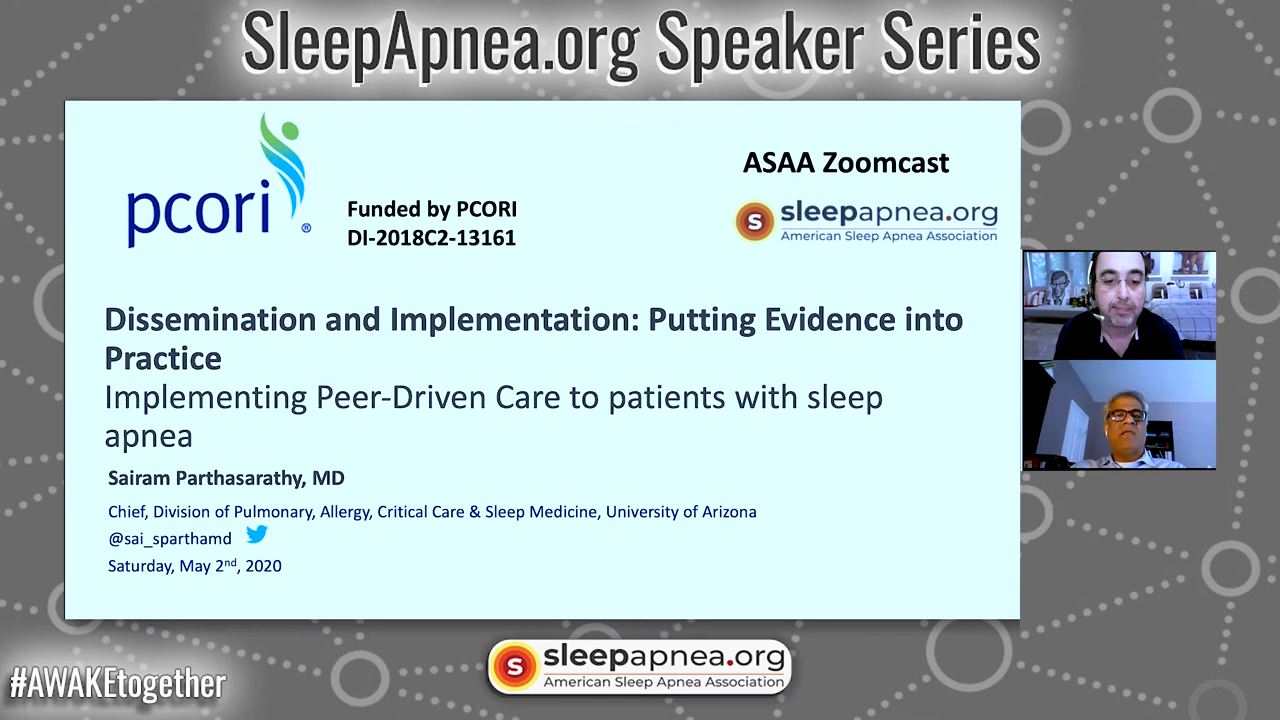 SleepApnea.org Speaker Series
pcori
®
Funded by PCORI
DI-2018C2-13161
ASAA Zoomcast
S
sleepapnea.org
American Sleep Apnea Association
Dissemination and Implementation: Putting Evidence into
Practice
Implementing Peer-Driven Care to patients with sleep
apnea
Sairam Parthasarathy, MD
Chief, Division of Pulmonary, Allergy, Critical Care & Sleep Medicine, University of Arizona
@sai_sparthamd
Saturday, May 2nd, 2020
#AWAKEtogether
S
sleepapnea.org
American Sleep Apnea Association